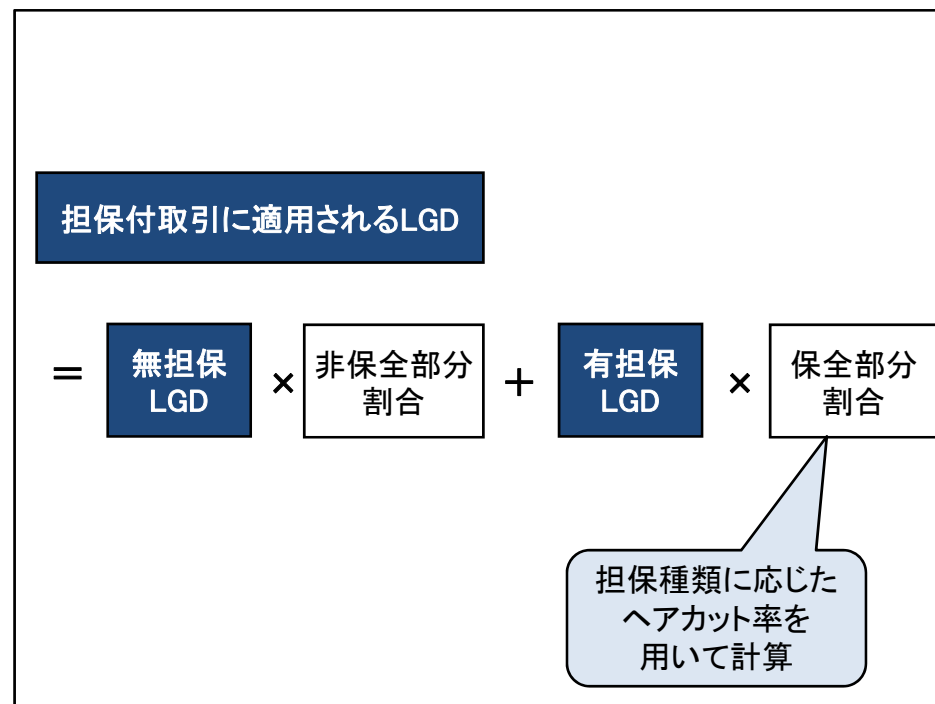 担保付取引に適用されるLGD
＝ 無担保 × 非保全部分 ＋ 有担保 × 保全部分
LGD 割合 LGD 割合
担保種類に応じた
ヘアカット率を
用いて計算